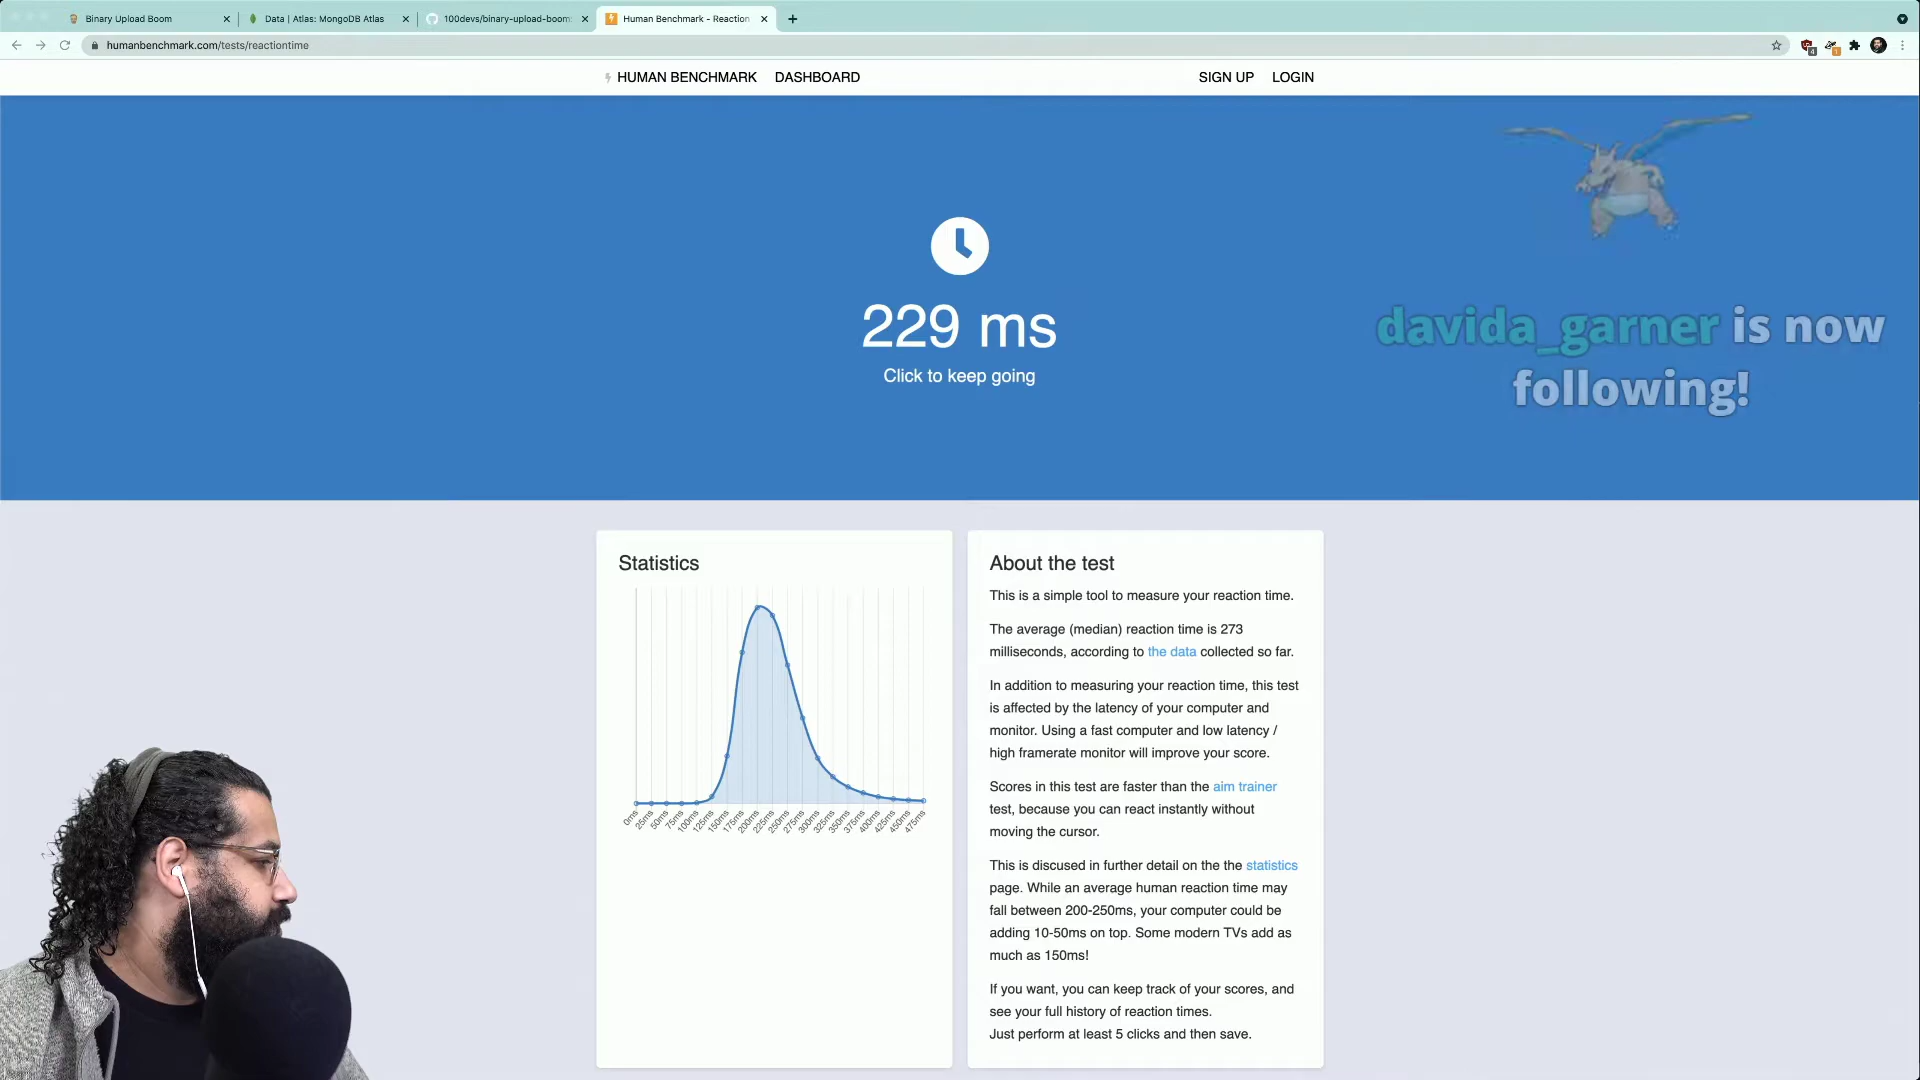 Binary Upload Boom
Data | Atlas: MongoDB Atlas
100devs/binary-upload-boom:
Human Benchmark - Reaction
humanbenchmark.com/tests/reactiontime
4
1
HUMAN BENCHMARK DASHBOARD SIGN UP LOGIN
229 ms
Click to keep going
davida_garner is now
following!
Statistics
0ms 25ms 50ms 75ms 100ms 125ms 150ms 175ms 200ms 225ms 250ms 275ms 300ms 325ms 350ms 375ms 400ms 425ms 450ms 475ms
About the test
This is a simple tool to measure your reaction time.
The average (median) reaction time is 273
milliseconds, according to the data collected so far.
In addition to measuring your reaction time, this test
is affected by the latency of your computer and
monitor. Using a fast computer and low latency /
high framerate monitor will improve your score.
Scores in this test are faster than the aim trainer
test, because you can react instantly without
moving the cursor.
This is discused in further detail on the the statistics
page. While an average human reaction time may
fall between 200-250ms, your computer could be
adding 10-50ms on top. Some modern TVs add as
much as 150ms!
If you want, you can keep track of your scores, and
see your full history of reaction times.
Just perform at least 5 clicks and then save.